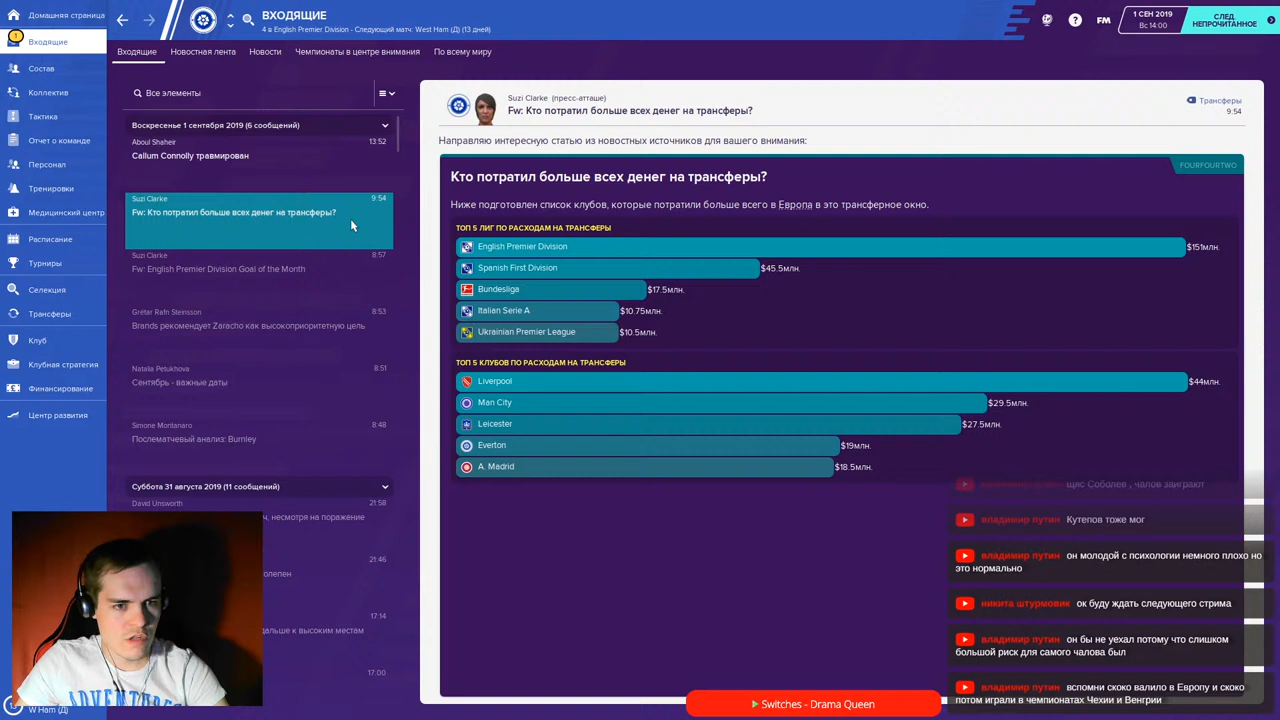 Домашняя страница
1
Входящие
Состав
Коллектив
Тактика
Отчет о команде
Персонал
Тренировки
Медицинский центр
Расписание
Турниры
Селекция
Трансферы
Клуб
Клубная стратегия
Финансирование
Центр развития
W Ham (Д)
ВХОДЯЩИЕ
4 в English Premier Division - Следующий матч: West Ham (Д) (13 дней)
FM
1 СЕН 2019
Вс 14:00
СЛЕД.
НЕПРОЧИТАННОЕ
Входящие Новостная лента Новости Чемпионаты в центре внимания По всему миру
Все элементы
Воскресенье 1 сентября 2019 (6 сообщений)
Aboul Shaheir 13:52
Callum Connolly травмирован
Suzi Clarke 9:54
Fw: Кто потратил больше всех денег на трансферы?
Suzi Clarke 8:57
Fw: English Premier Division Goal of the Month
Grétar Rafn Steinsson 8:53
Brands рекомендует Zaracho как высокоприоритетную цель
Natalia Petukhova 8:51
Сентябрь - важные даты
Simone Montanaro 8:48
Послематчевый анализ: Burnley
Суббота 31 августа 2019 (11 сообщений)
David Unsworth 21:58
ч, несмотря на поражение
21:46
олепен
17:14
дальше к высоким местам
17:00
Suzi Clarke (пресс-атташе)
Fw: Кто потратил больше всех денег на трансферы?
Трансферы
9:54
Направляю интересную статью из новостных источников для вашего внимания:
FOURFOURTWO
Кто потратил больше всех денег на трансферы?
Ниже подготовлен список клубов, которые потратили больше всего в Европа в это трансферное окно.
ТОП 5 ЛИГ ПО РАСХОДАМ НА ТРАНСФЕРЫ
English Premier Division $151млн.
Spanish First Division $45.5млн.
Bundesliga $17.5млн.
Italian Serie A $10.75млн.
Ukrainian Premier League $10.5млн.
ТОП 5 КЛУБОВ ПО РАСХОДАМ НА ТРАНСФЕРЫ
Liverpool $44млн.
Man City $29.5млн.
Leicester $27.5млн.
Everton $19млн.
A. Madrid $18.5млн.
щяс Соболев , чалов заиграют
владимир путин Кутепов тоже мог
владимир путин он молодой с психологии немного плохо но
это нормально
никита штурмовик ок буду ждать следующего стрима
владимир путин он бы не уехал потому что слишком
большой риск для самого чалова был
владимир путин вспомни скоко валило в Европу и скоко
потом играли в чемпионатах Чехии и Венгрии
Switches - Drama Queen